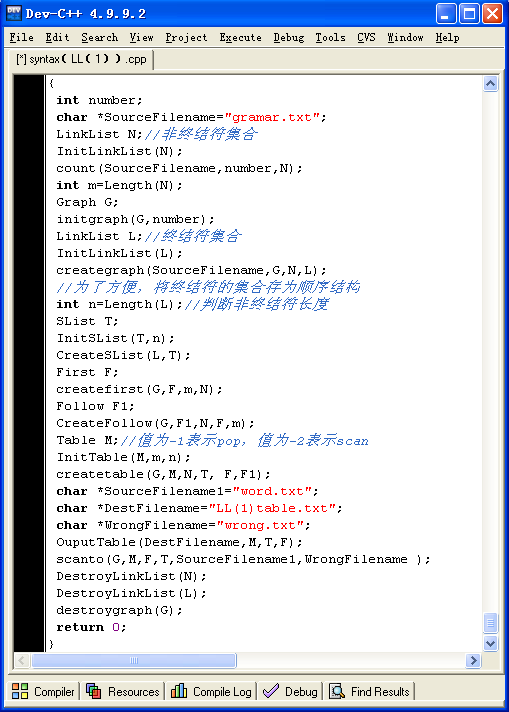 Dev-C++ 4.9.9.2
File Edit Search View Project Execute Debug Tools CVS Window Help
[*] syntax ( LL ( 1 ) ) .cpp
{
int number;
char *SourceFilename="gramar.txt";
LinkList N;//非终结符集合
InitLinkList(N);
count(SourceFilename,number,N);
int m=Length(N);
Graph G;
initgraph(G,number);
LinkList L;//终结符集合
InitLinkList(L);
creategraph(SourceFilename,G,N,L);
//为了方便，将终结符的集合存为顺序结构
int n=Length(L);//判断非终结符长度
SList T;
InitSList(T,n);
CreateSList(L,T);
First F;
createfirst(G,F,m,N);
Follow F1;
CreateFollow(G,F1,N,F,m);
Table M;//值为-1表示pop，值为-2表示scan
InitTable(M,m,n);
createtable(G,M,N,T, F,F1);
char *SourceFilename1="word.txt";
char *DestFilename="LL(1)table.txt";
char *WrongFilename="wrong.txt";
OuputTable(DestFilename,M,T,F);
scanto(G,M,F,T,SourceFilename1,WrongFilename );
DestroyLinkList(N);
DestroyLinkList(L);
destroygraph(G);
return 0;
}
Compiler Resources Compile Log Debug Find Results